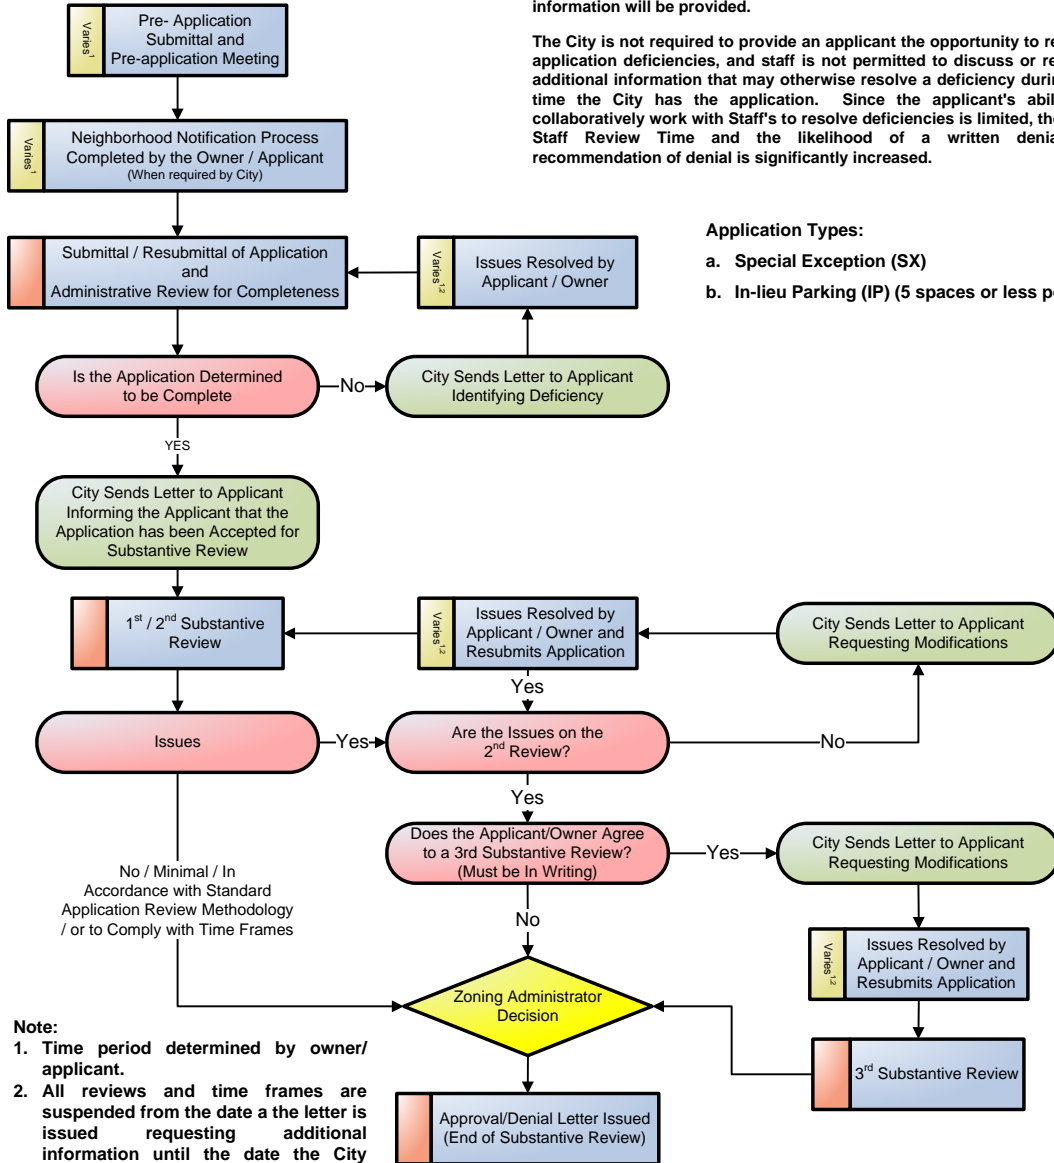 information will be provided.
The City is not required to provide an applicant the opportunity to re
application deficiencies, and staff is not permitted to discuss or re
additional information that may otherwise resolve a deficiency durin
time the City has the application. Since the applicant's abil
collaboratively work with Staff's to resolve deficiencies is limited, the
Staff Review Time and the likelihood of a written denia
recommendation of denial is significantly increased.
Application Types:
a. Special Exception (SX)
b. In-lieu Parking (IP) (5 spaces or less pe
Varies1
Pre- Application
Submittal and
Pre-application Meeting
Varies1
Neighborhood Notification Process
Completed by the Owner / Applicant
(When required by City)
Submittal / Resubmittal of Application
and
Administrative Review for Completeness
Varies1,2
Issues Resolved by
Applicant / Owner
Is the Application Determined
to be Complete
No
City Sends Letter to Applicant
Identifying Deficiency
YES
City Sends Letter to Applicant
Informing the Applicant that the
Application has been Accepted for
Substantive Review
1st / 2nd Substantive
Review
Varies1,2
Issues Resolved by
Applicant / Owner and
Resubmits Application
City Sends Letter to Applicant
Requesting Modifications
Yes
Issues
Yes
Are the Issues on the
2nd Review?
No
Yes
Does the Applicant/Owner Agree
to a 3rd Substantive Review?
(Must be In Writing)
Yes
City Sends Letter to Applicant
Requesting Modifications
No / Minimal / In
Accordance with Standard
Application Review Methodology
/ or to Comply with Time Frames
No
Varies1,2
Issues Resolved by
Applicant / Owner and
Resubmits Application
Zoning Administrator
Decision
3rd Substantive Review
Approval/Denial Letter Issued
(End of Substantive Review)
Note:
1. Time period determined by owner/
applicant.
2. All reviews and time frames are
suspended from the date a the letter is
issued requesting additional
information until the date the City